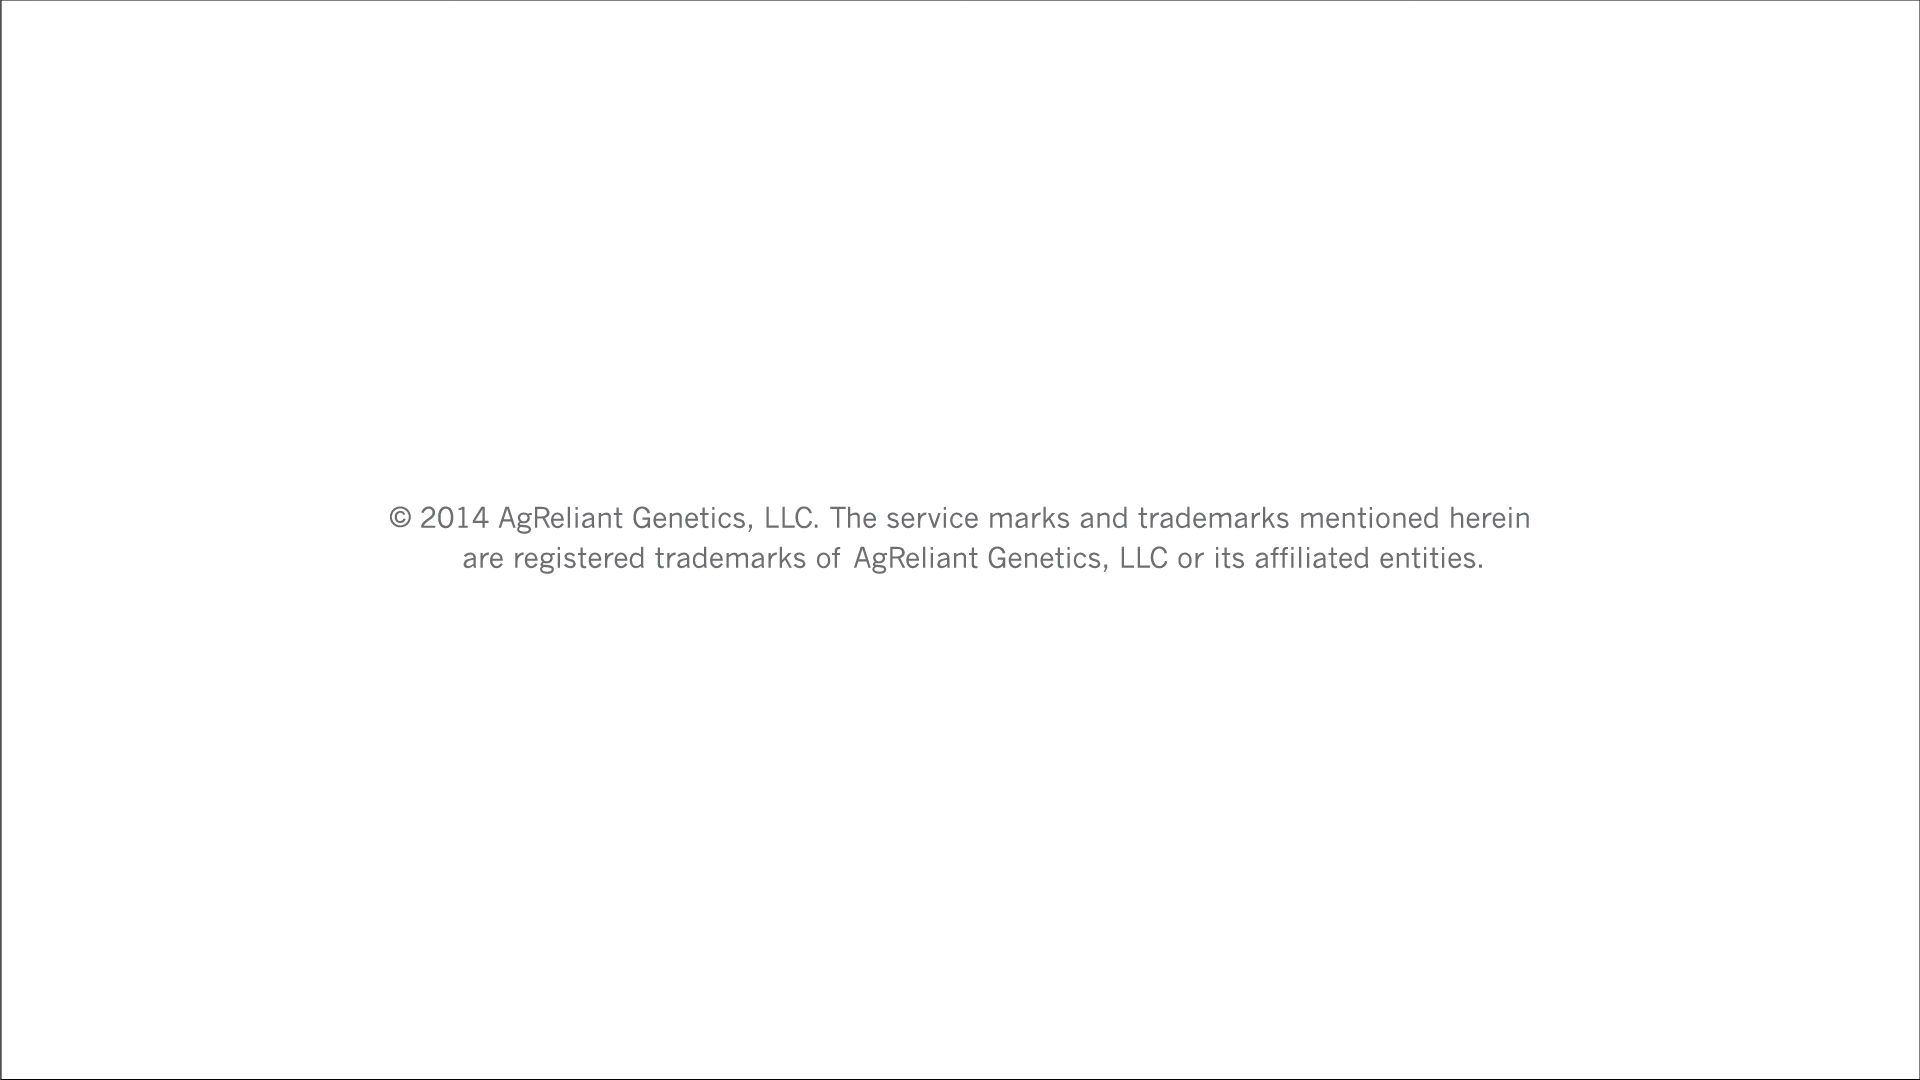 © 2014 AgReliant Genetics, LLC. The service marks and trademarks mentioned herein
are registered trademarks of AgReliant Genetics, LLC or its affiliated entities.